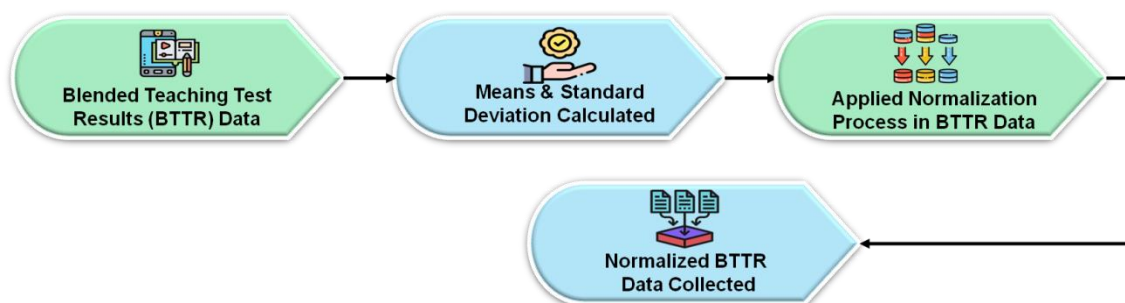 Blended Teaching Test
Results (BTTR) Data
Means & Standard
Deviation Calculated
Applied Normalization
Process in BTTR Data
Normalized BTTR
Data Collected